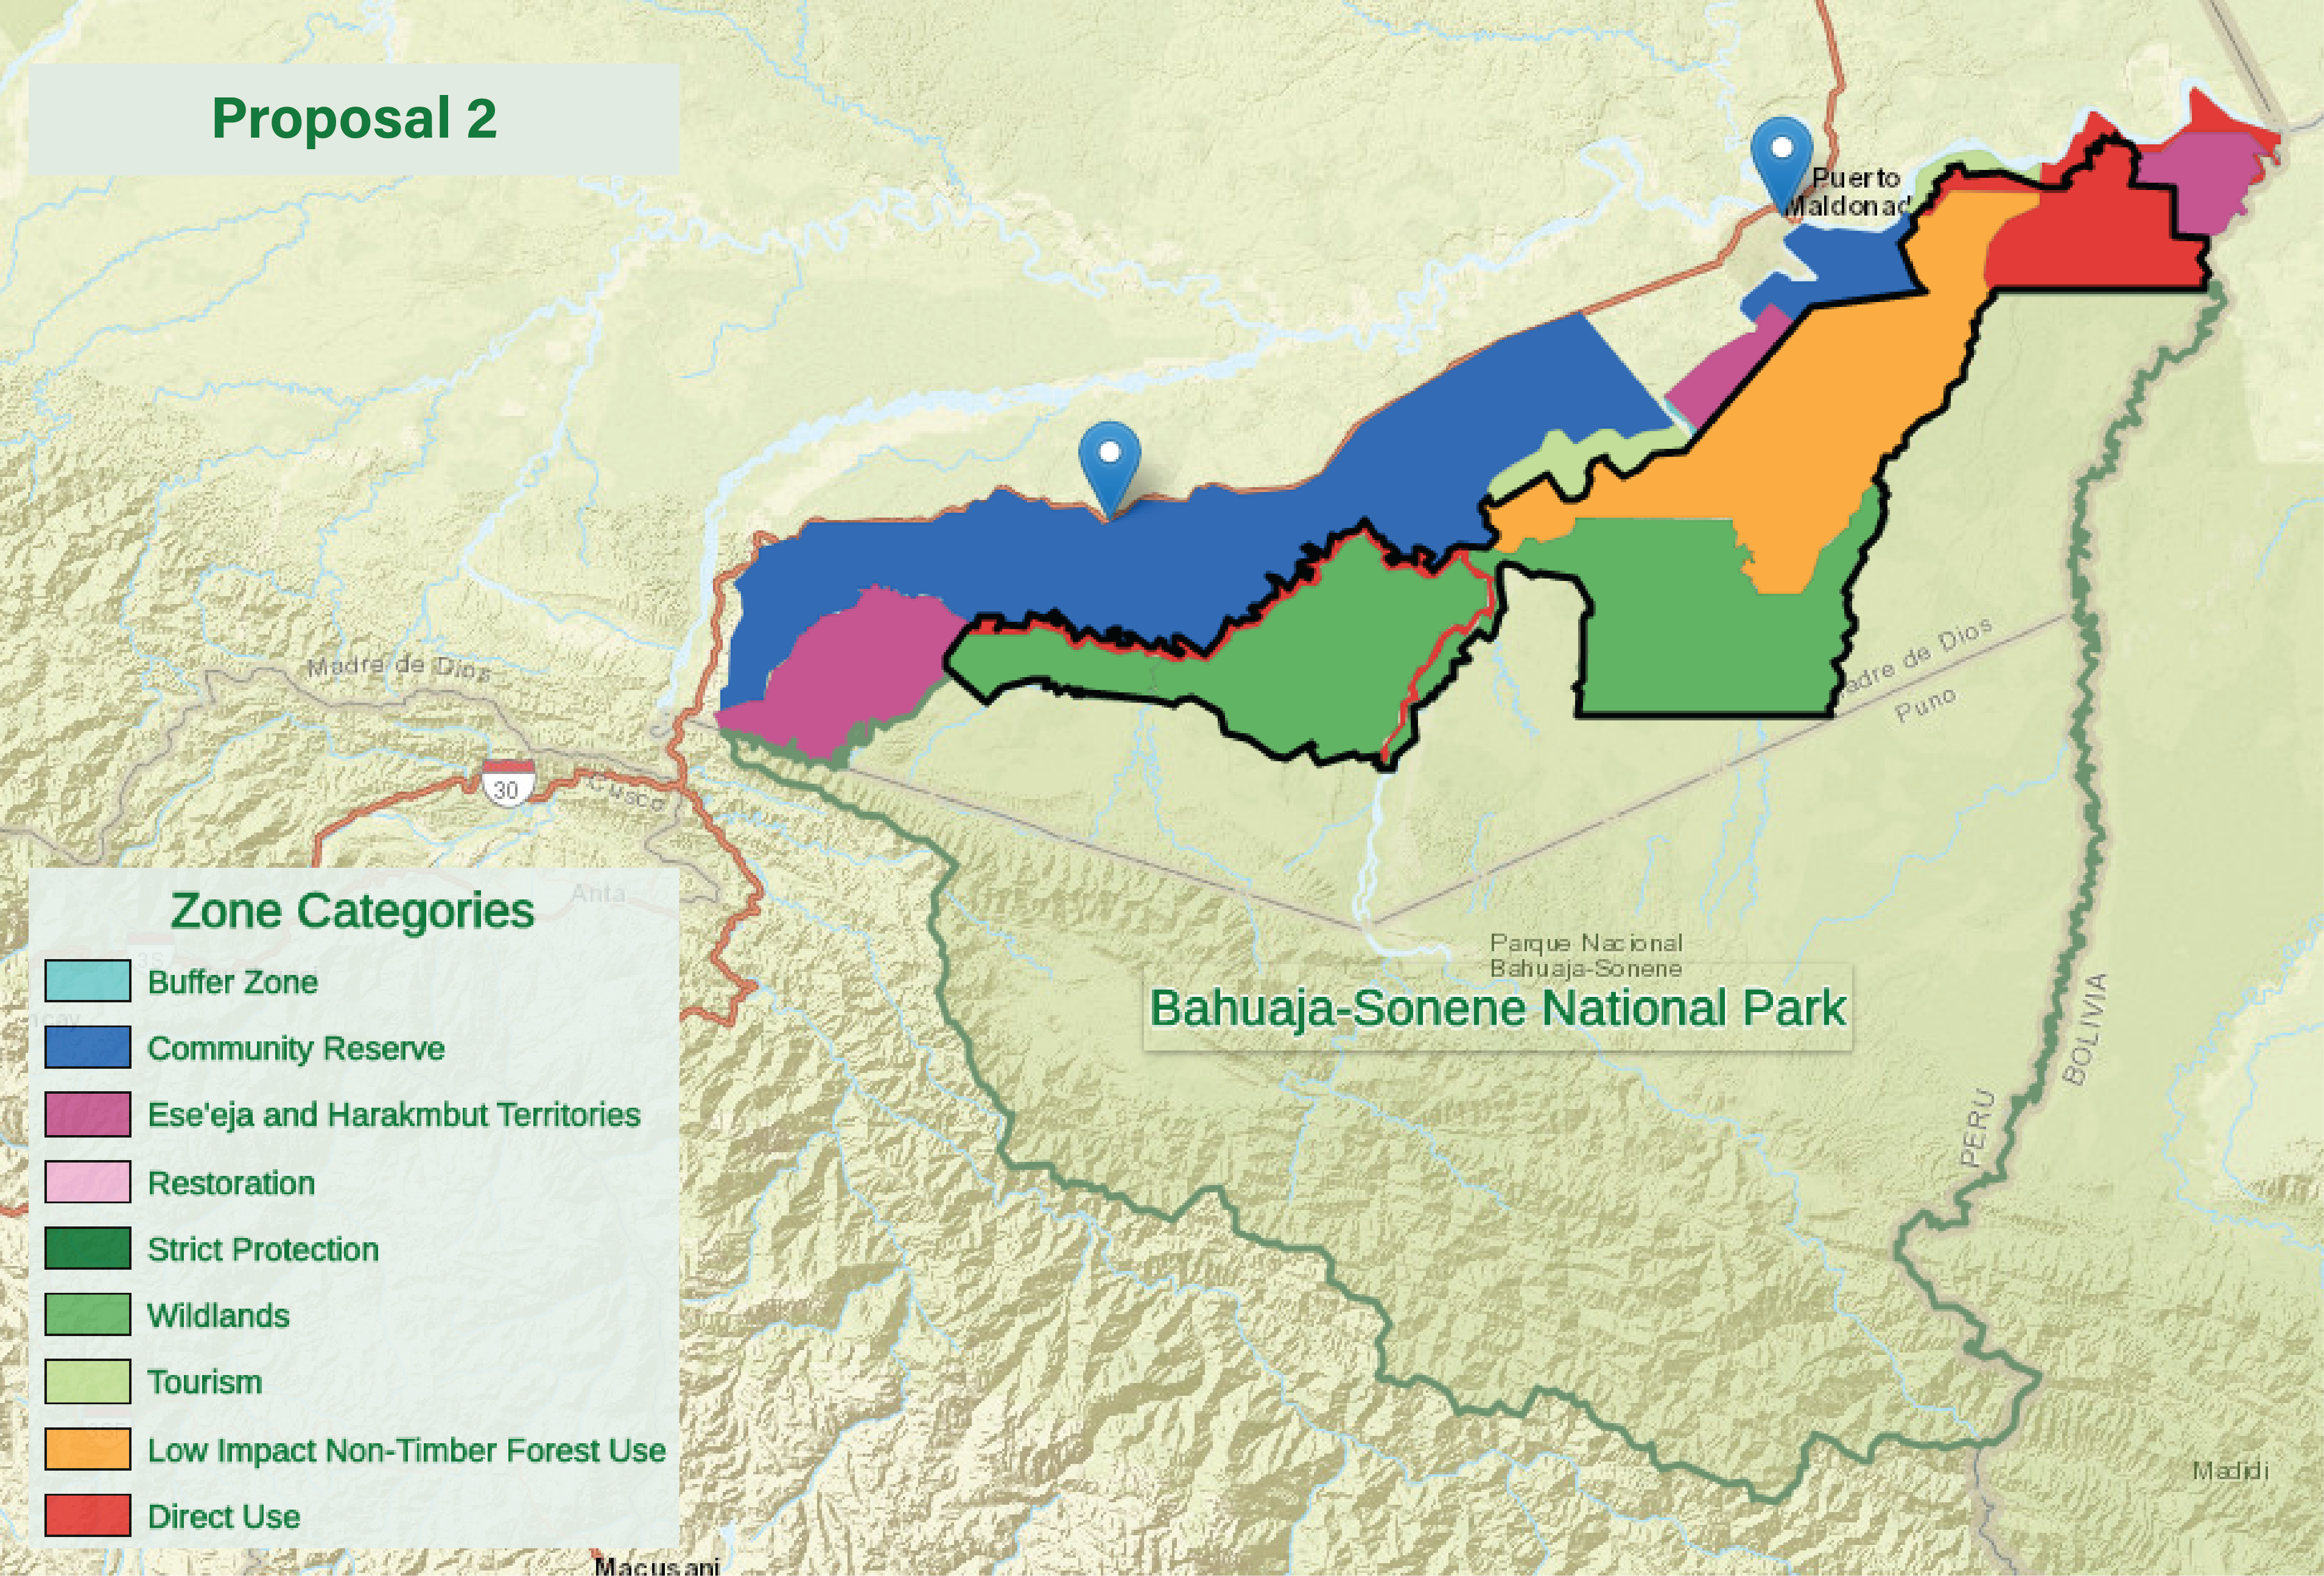 Proposal 2
Puerto
Maldonad
Madre de Dios
adre de Dios
Puno
30
Cusco
Anta
Zone Categories
Buffer Zone
Community Reserve
Ese'eja and Harakmbut Territories
Restoration
Strict Protection
Wildlands
Tourism
Low Impact Non-Timber Forest Use
Direct Use
Parque Nacional
Bahuaja-Sonene
Bahuaja-Sonene National Park
BOLIVIA
PERU
Madidi
Macusani